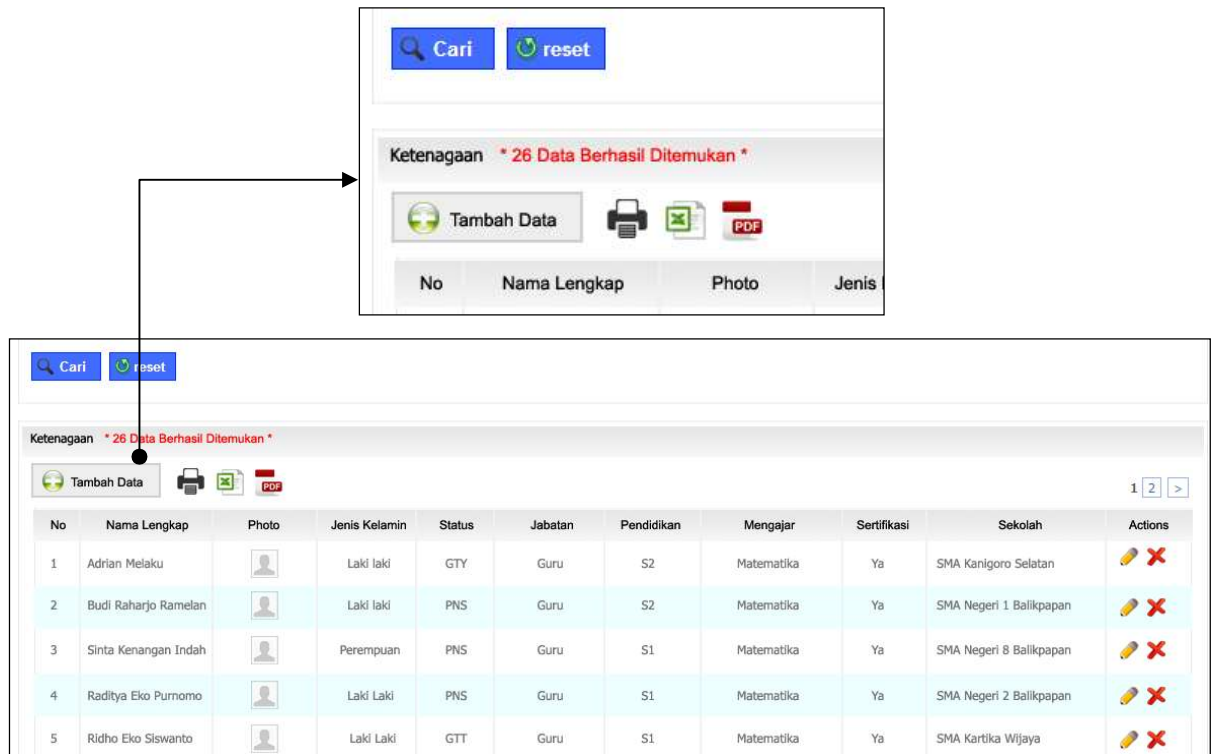 Cari reset
Ketenagaan * 26 Data Berhasil Ditemukan *
Tambah Data PDF
No Nama Lengkap Photo Jenis
Cari reset
Ketenagaan * 26 Data Berhasil Ditemukan *
Tambah Data PDF 1 2 >
No Nama Lengkap Photo Jenis Kelamin Status Jabatan Pendidikan Mengajar Sertifikasi Sekolah Actions
1 Adrian Melaku Laki laki GTY Guru S2 Matematika Ya SMA Kanigoro Selatan
2 Budi Raharjo Ramelan Laki laki PNS Guru S2 Matematika Ya SMA Negeri 1 Balikpapan
3 Sinta Kenangan Indah Perempuan PNS Guru S1 Matematika Ya SMA Negeri 8 Balikpapan
4 Raditya Eko Purnomo Laki Laki PNS Guru S1 Matematika Ya SMA Negeri 2 Balikpapan
5 Ridho Eko Siswanto Laki Laki GTT Guru S1 Matematika Ya SMA Kartika Wijaya